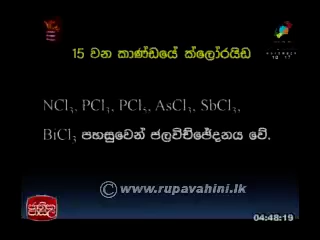 15 වන කාණ්ඩයේ ක්ලෝරයිඩ
NCl₃, PCl₃, PCl₅, AsCl₃, SbCl₃,
BiCl₃ පහසුවෙන් ජලවිච්ඡේදනය වේ.
©www.rupavahini.lk
04:48:19